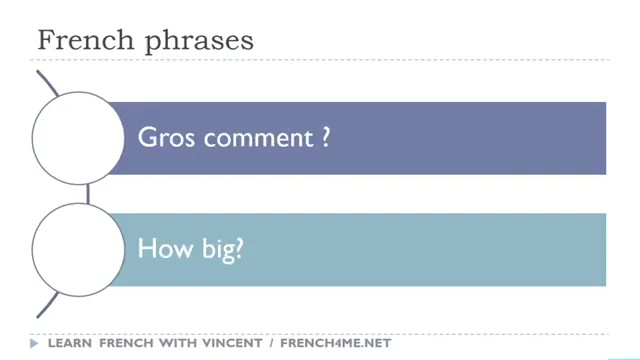 French phrases
Gros comment ?
How big?
LEARN FRENCH WITH VINCENT / FRENCH4ME.NET